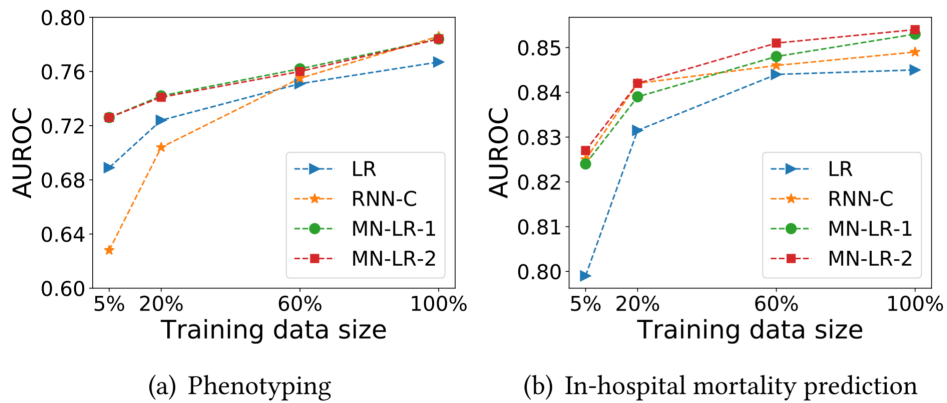 0.80
0.76
0.72
0.68
0.64
0.60
AUROC
LR
RNN-C
MN-LR-1
MN-LR-2
5% 20% 60% 100%
Training data size
(a) Phenotyping
0.85
0.84
0.83
0.82
0.81
0.80
AUROC
LR
RNN-C
MN-LR-1
MN-LR-2
5% 20% 60% 100%
Training data size
(b) In-hospital mortality prediction